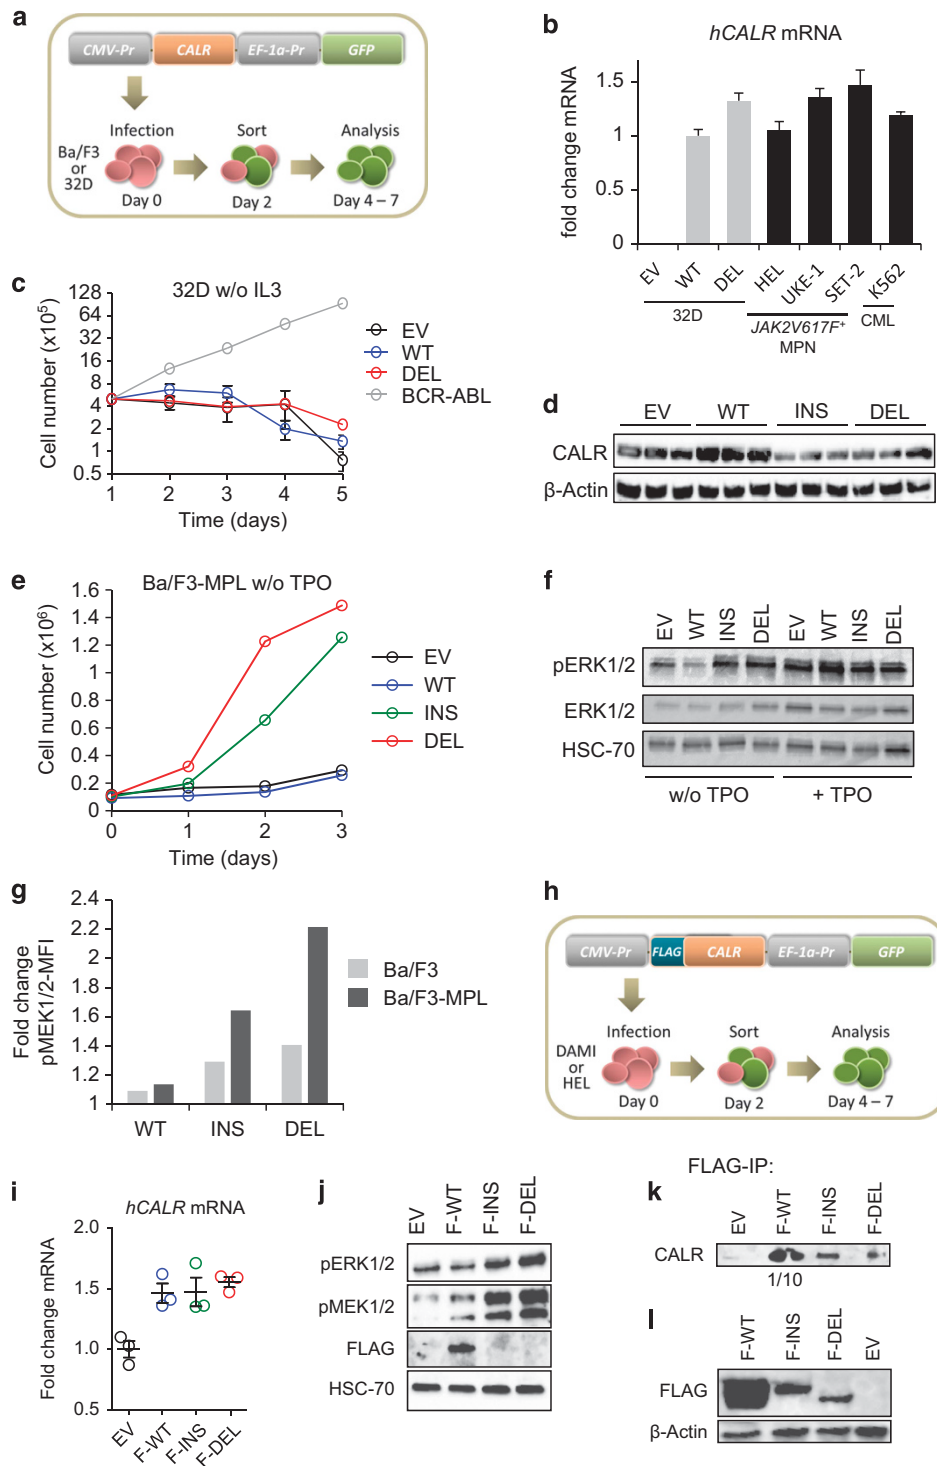 a
CMV-Pr CALR EF-1α-Pr GFP
Infection Sort Analysis
Ba/F3
or
32D
Day 0 Day 2 Day 4 – 7
b
hCALR mRNA
fold change mRNA
1.5
1
0.5
0
EV WT DEL HEL UKE-1 SET-2 K562
32D
JAK2V617F+
MPN
CML
c
32D w/o IL3
Cell number (x10⁵)
128
64
32
16
8
4
2
1
0.5
1 2 3 4 5
Time (days)
EV
WT
DEL
BCR-ABL
d
EV WT INS DEL
CALR
β-Actin
e
Ba/F3-MPL w/o TPO
Cell number (x10⁶)
1.6
1.4
1.2
1
0.8
0.6
0.4
0.2
0
0 1 2 3
Time (days)
EV
WT
INS
DEL
f
EV WT INS DEL EV WT INS DEL
pERK1/2
ERK1/2
HSC-70
w/o TPO + TPO
g
Fold change
pMEK1/2-MFI
2.4
2.2
2
1.8
1.6
1.4
1.2
1
WT INS DEL
Ba/F3
Ba/F3-MPL
h
CMV-Pr FLAG CALR EF-1α-Pr GFP
Infection Sort Analysis
DAMI
or
HEL
Day 0 Day 2 Day 4 – 7
i
hCALR mRNA
Fold change mRNA
2.0
1.5
1.0
0.5
EV F-WT F-INS F-DEL
j
EV F-WT F-INS F-DEL
pERK1/2
pMEK1/2
FLAG
HSC-70
FLAG-IP:
k
EV F-WT F-INS F-DEL
CALR
1/10
l
F-WT F-INS F-DEL EV
FLAG
β-Actin